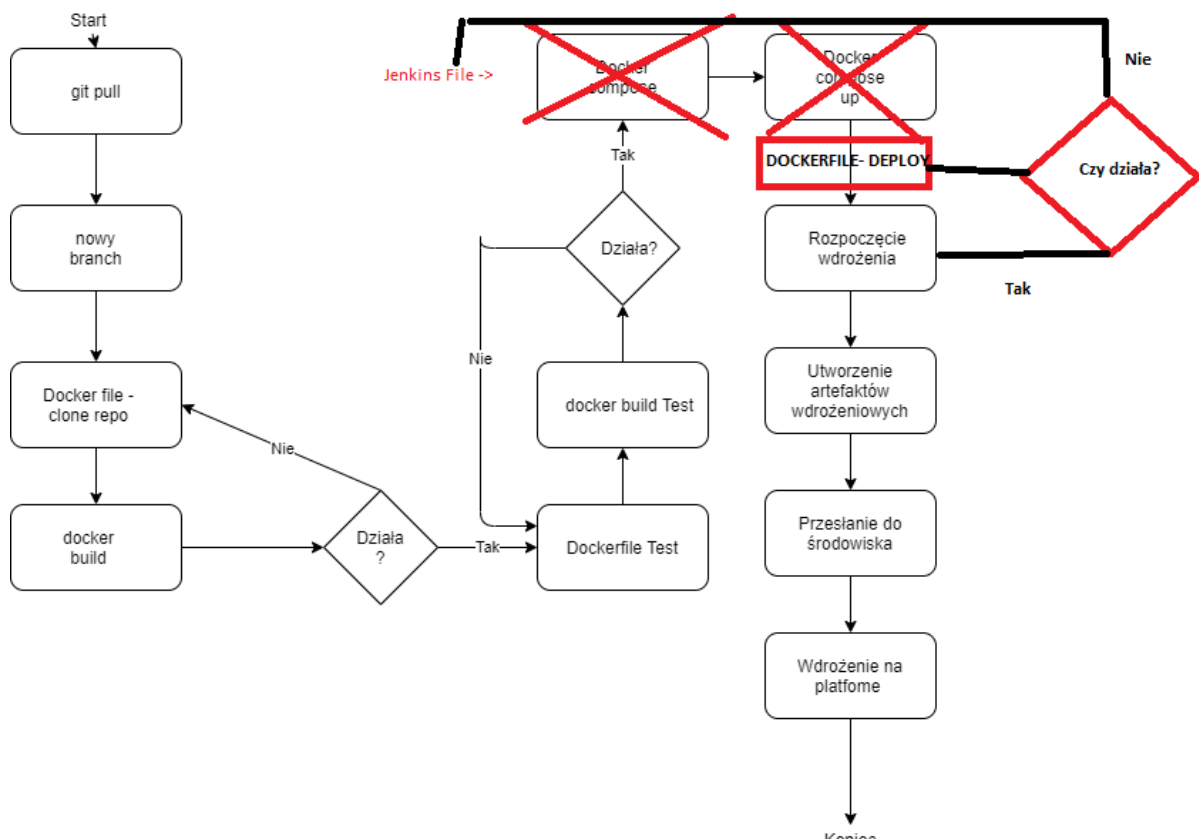 Start
git pull
nowy
branch
Docker file -
clone repo
docker
build
Nie
Działa
?
Tak
Dockerfile Test
docker build Test
Nie
Działa?
Tak
Jenkins File ->
Docker
compose
Docker
compose
up
DOCKERFILE- DEPLOY
Czy działa?
Nie
Tak
Rozpoczęcie
wdrożenia
Utworzenie
artefaktów
wdrożeniowych
Przesłanie do
środowiska
Wdrożenie na
platfome
Koniec